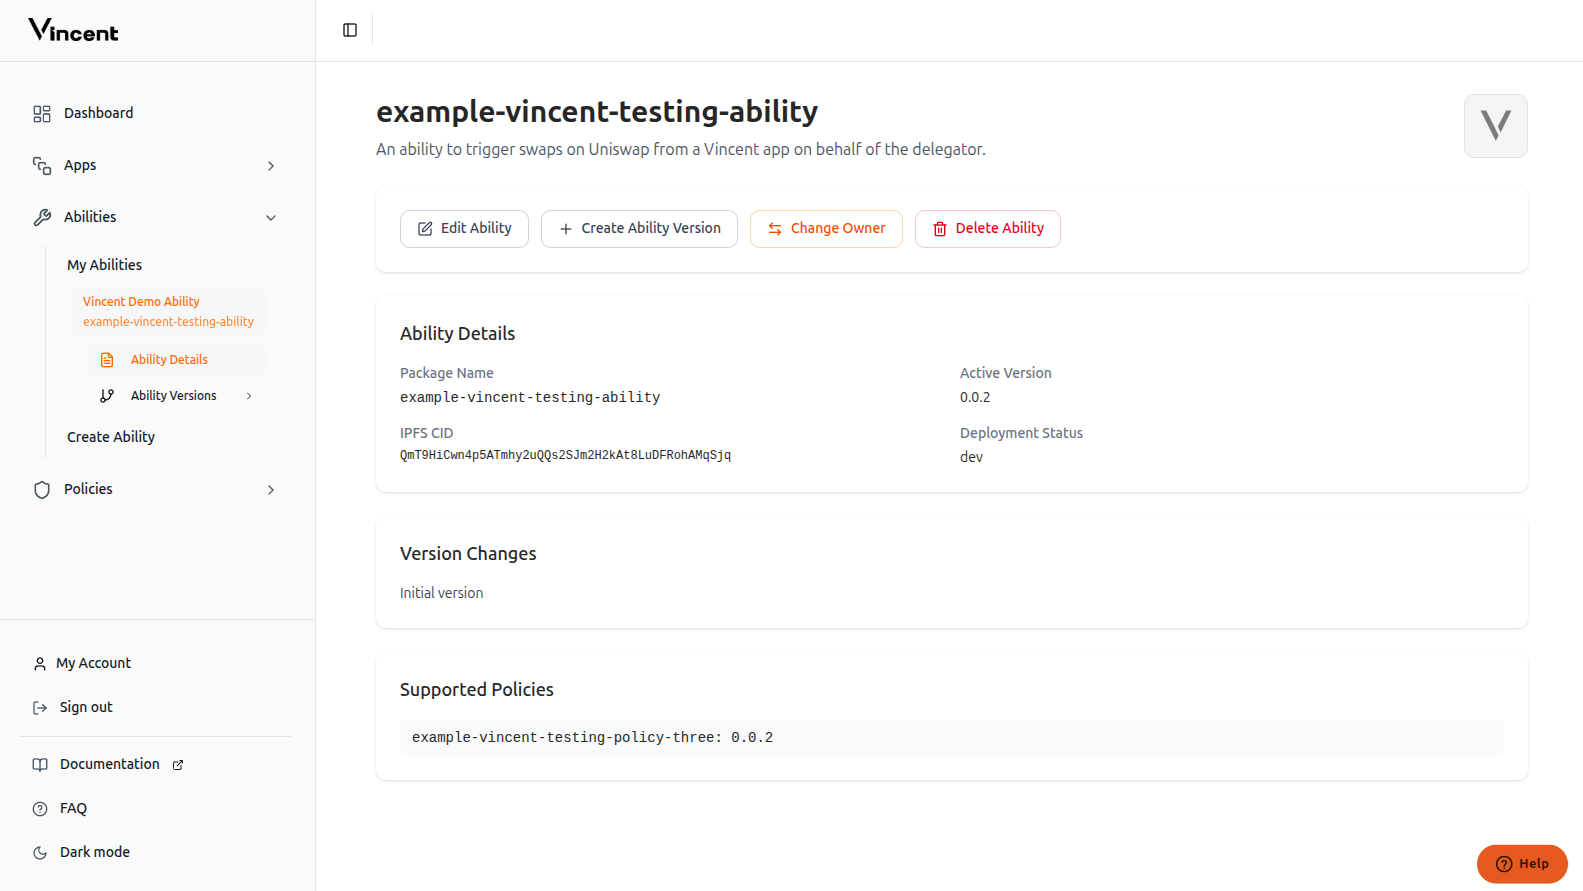 Vincent
Dashboard
Apps
Abilities
My Abilities
Vincent Demo Ability
example-vincent-testing-ability
Ability Details
Ability Versions
Create Ability
Policies
My Account
Sign out
Documentation
FAQ
Dark mode
example-vincent-testing-ability
An ability to trigger swaps on Uniswap from a Vincent app on behalf of the delegator.
Edit Ability
Create Ability Version
Change Owner
Delete Ability
Ability Details
Package Name
example-vincent-testing-ability
Active Version
0.0.2
IPFS CID
QmT9HiCwn4p5ATmhy2uQQs2SJm2H2kAt8LuDFRohAMqSjq
Deployment Status
dev
Version Changes
Initial version
Supported Policies
example-vincent-testing-policy-three: 0.0.2
Help